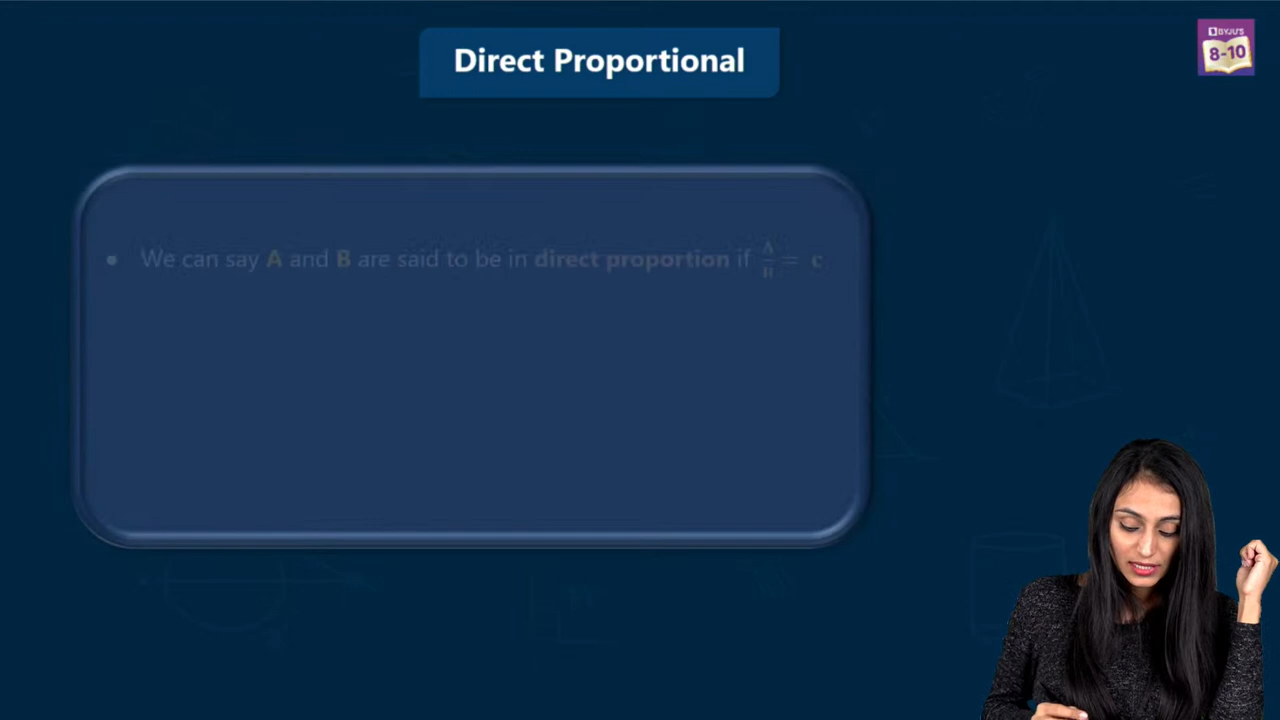 Direct Proportional
BYJU'S
8-10
• We can say A and B are said to be in direct proportion if A/B = c